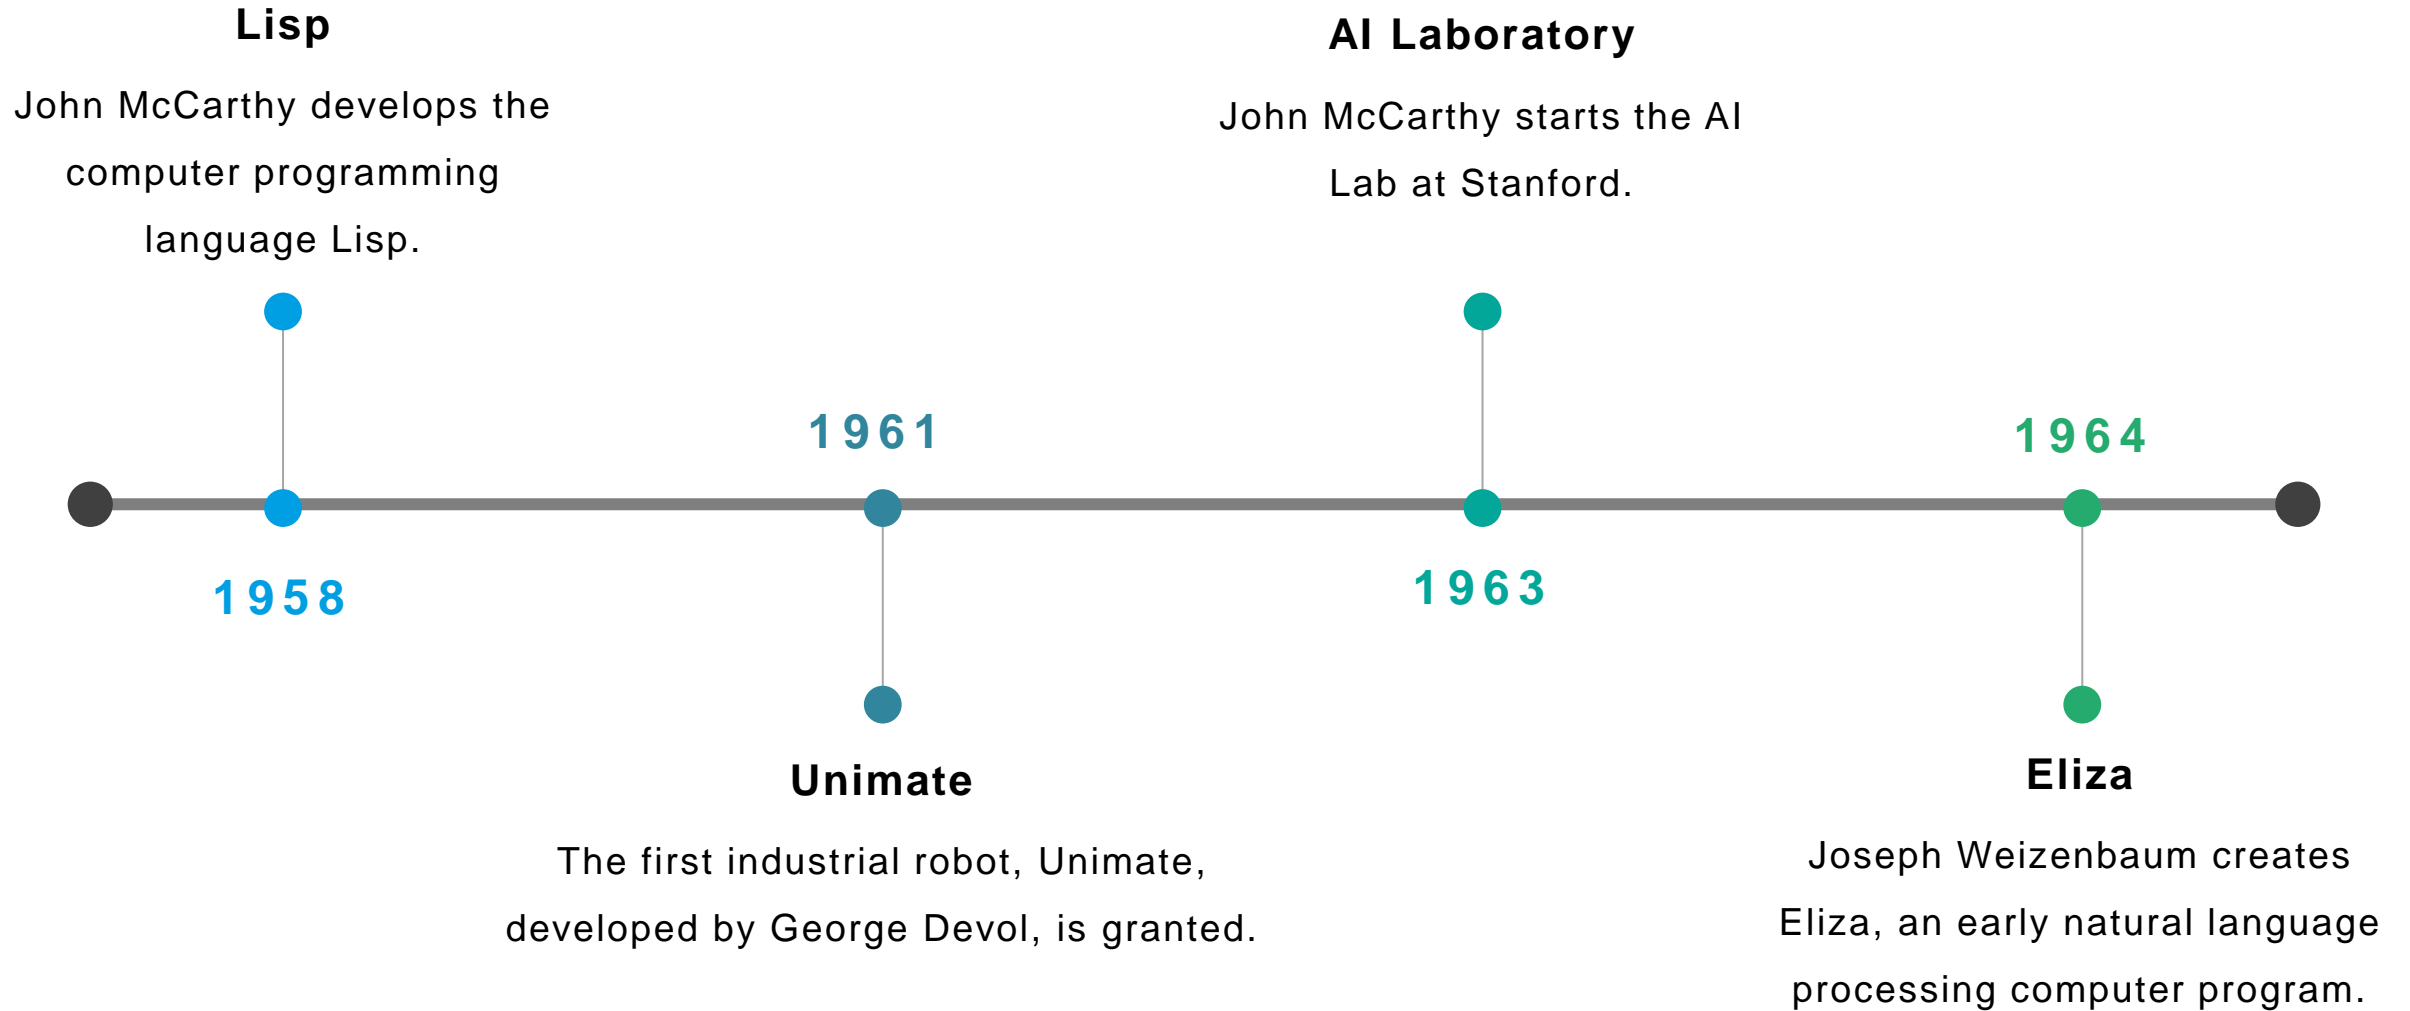 Lisp
John McCarthy develops the
computer programming
language Lisp.
1958
1961
Unimate
The first industrial robot, Unimate,
developed by George Devol, is granted.
AI Laboratory
John McCarthy starts the AI
Lab at Stanford.
1963
1964
Eliza
Joseph Weizenbaum creates
Eliza, an early natural language
processing computer program.